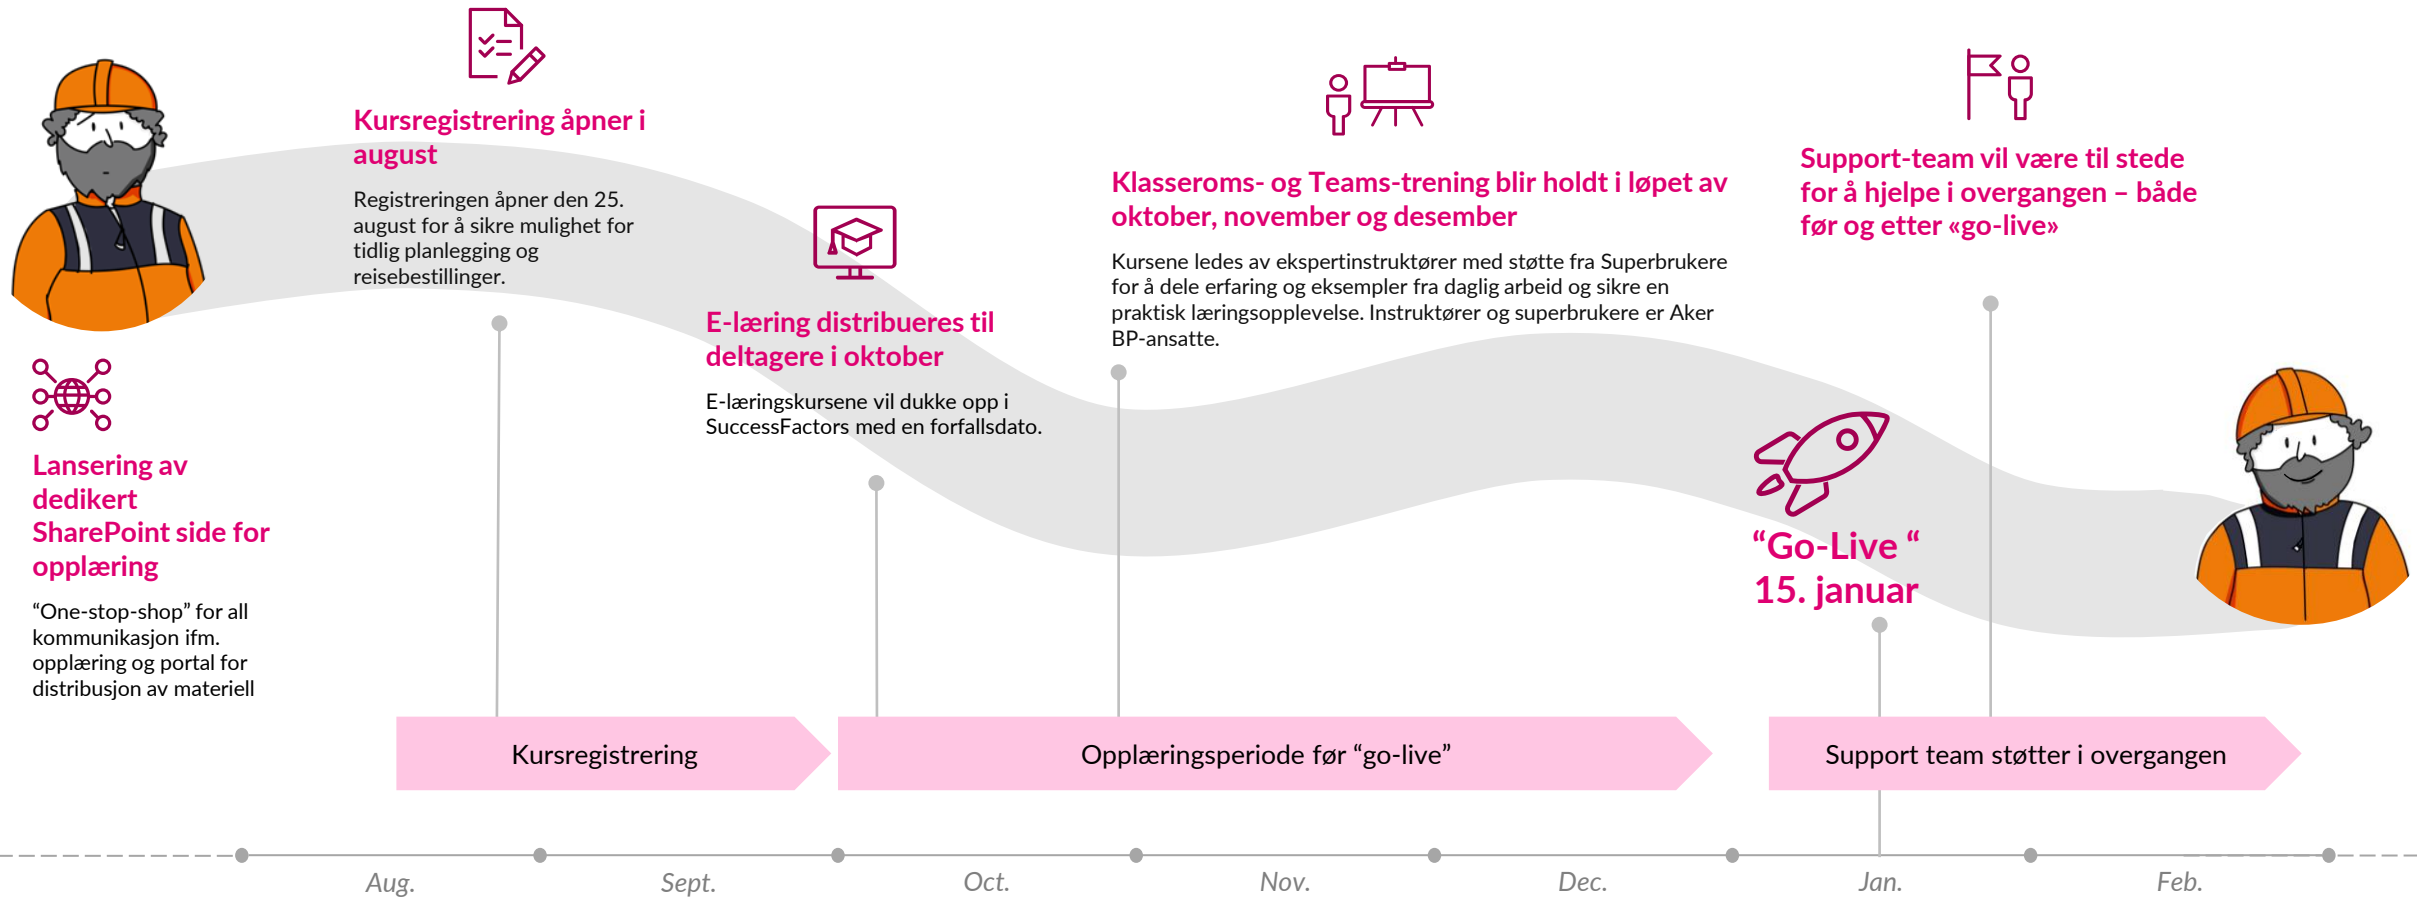 Kursregistrering åpner i
august
Registreringen åpner den 25.
august for å sikre mulighet for
tidlig planlegging og
reisebestillinger.
Klasseroms- og Teams-trening blir holdt i løpet av
oktober, november og desember
Kursene ledes av ekspertinstruktører med støtte fra Superbrukere
for å dele erfaring og eksempler fra daglig arbeid og sikre en
praktisk læringsopplevelse. Instruktører og superbrukere er Aker
BP-ansatte.
Support-team vil være til stede
for å hjelpe i overgangen – både
før og etter «go-live»
E-læring distribueres til
deltagere i oktober
E-læringskursene vil dukke opp i
SuccessFactors med en forfallsdato.
Lansering av
dedikert
SharePoint side for
opplæring
“One-stop-shop” for all
kommunikasjon ifm.
opplæring og portal for
distribusjon av materiell
“Go-Live “
15. januar
Kursregistrering
Opplæringsperiode før “go-live”
Support team støtter i overgangen
Aug.
Sept.
Oct.
Nov.
Dec.
Jan.
Feb.